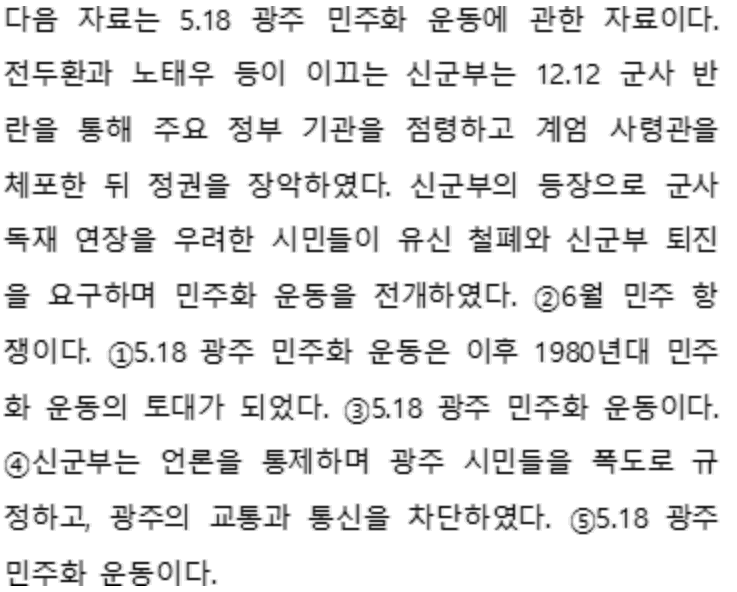 다음 자료는 5.18 광주 민주화 운동에 관한 자료이다.
전두환과 노태우 등이 이끄는 신군부는 12.12 군사 반
란을 통해 주요 정부 기관을 점령하고 계엄 사령관을
체포한 뒤 정권을 장악하였다. 신군부의 등장으로 군사
독재 연장을 우려한 시민들이 유신 철폐와 신군부 퇴진
을 요구하며 민주화 운동을 전개하였다. ②6월 민주 항
쟁이다. ①5.18 광주 민주화 운동은 이후 1980년대 민주
화 운동의 토대가 되었다. ③5.18 광주 민주화 운동이다.
④신군부는 언론을 통제하며 광주 시민들을 폭도로 규
정하고, 광주의 교통과 통신을 차단하였다. ⑤5.18 광주
민주화 운동이다.